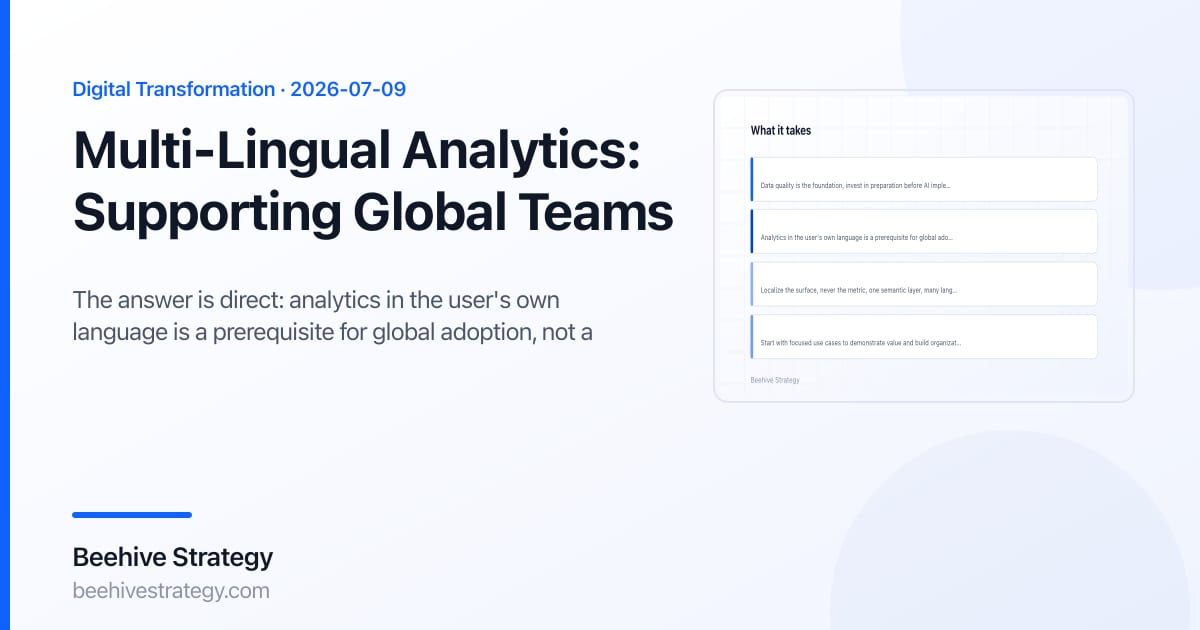 Digital Transformation · 2026-07-09
Multi-Lingual Analytics:
Supporting Global Teams
The answer is direct: analytics in the user's own
language is a prerequisite for global adoption, not a
What it takes
Data quality is the foundation, invest in preparation before AI imple...
Analytics in the user's own language is a prerequisite for global ado...
Localize the surface, never the metric, one semantic layer, many lang...
Start with focused use cases to demonstrate value and build organizat...
Beehive Strategy
Beehive Strategy
beehivestrategy.com